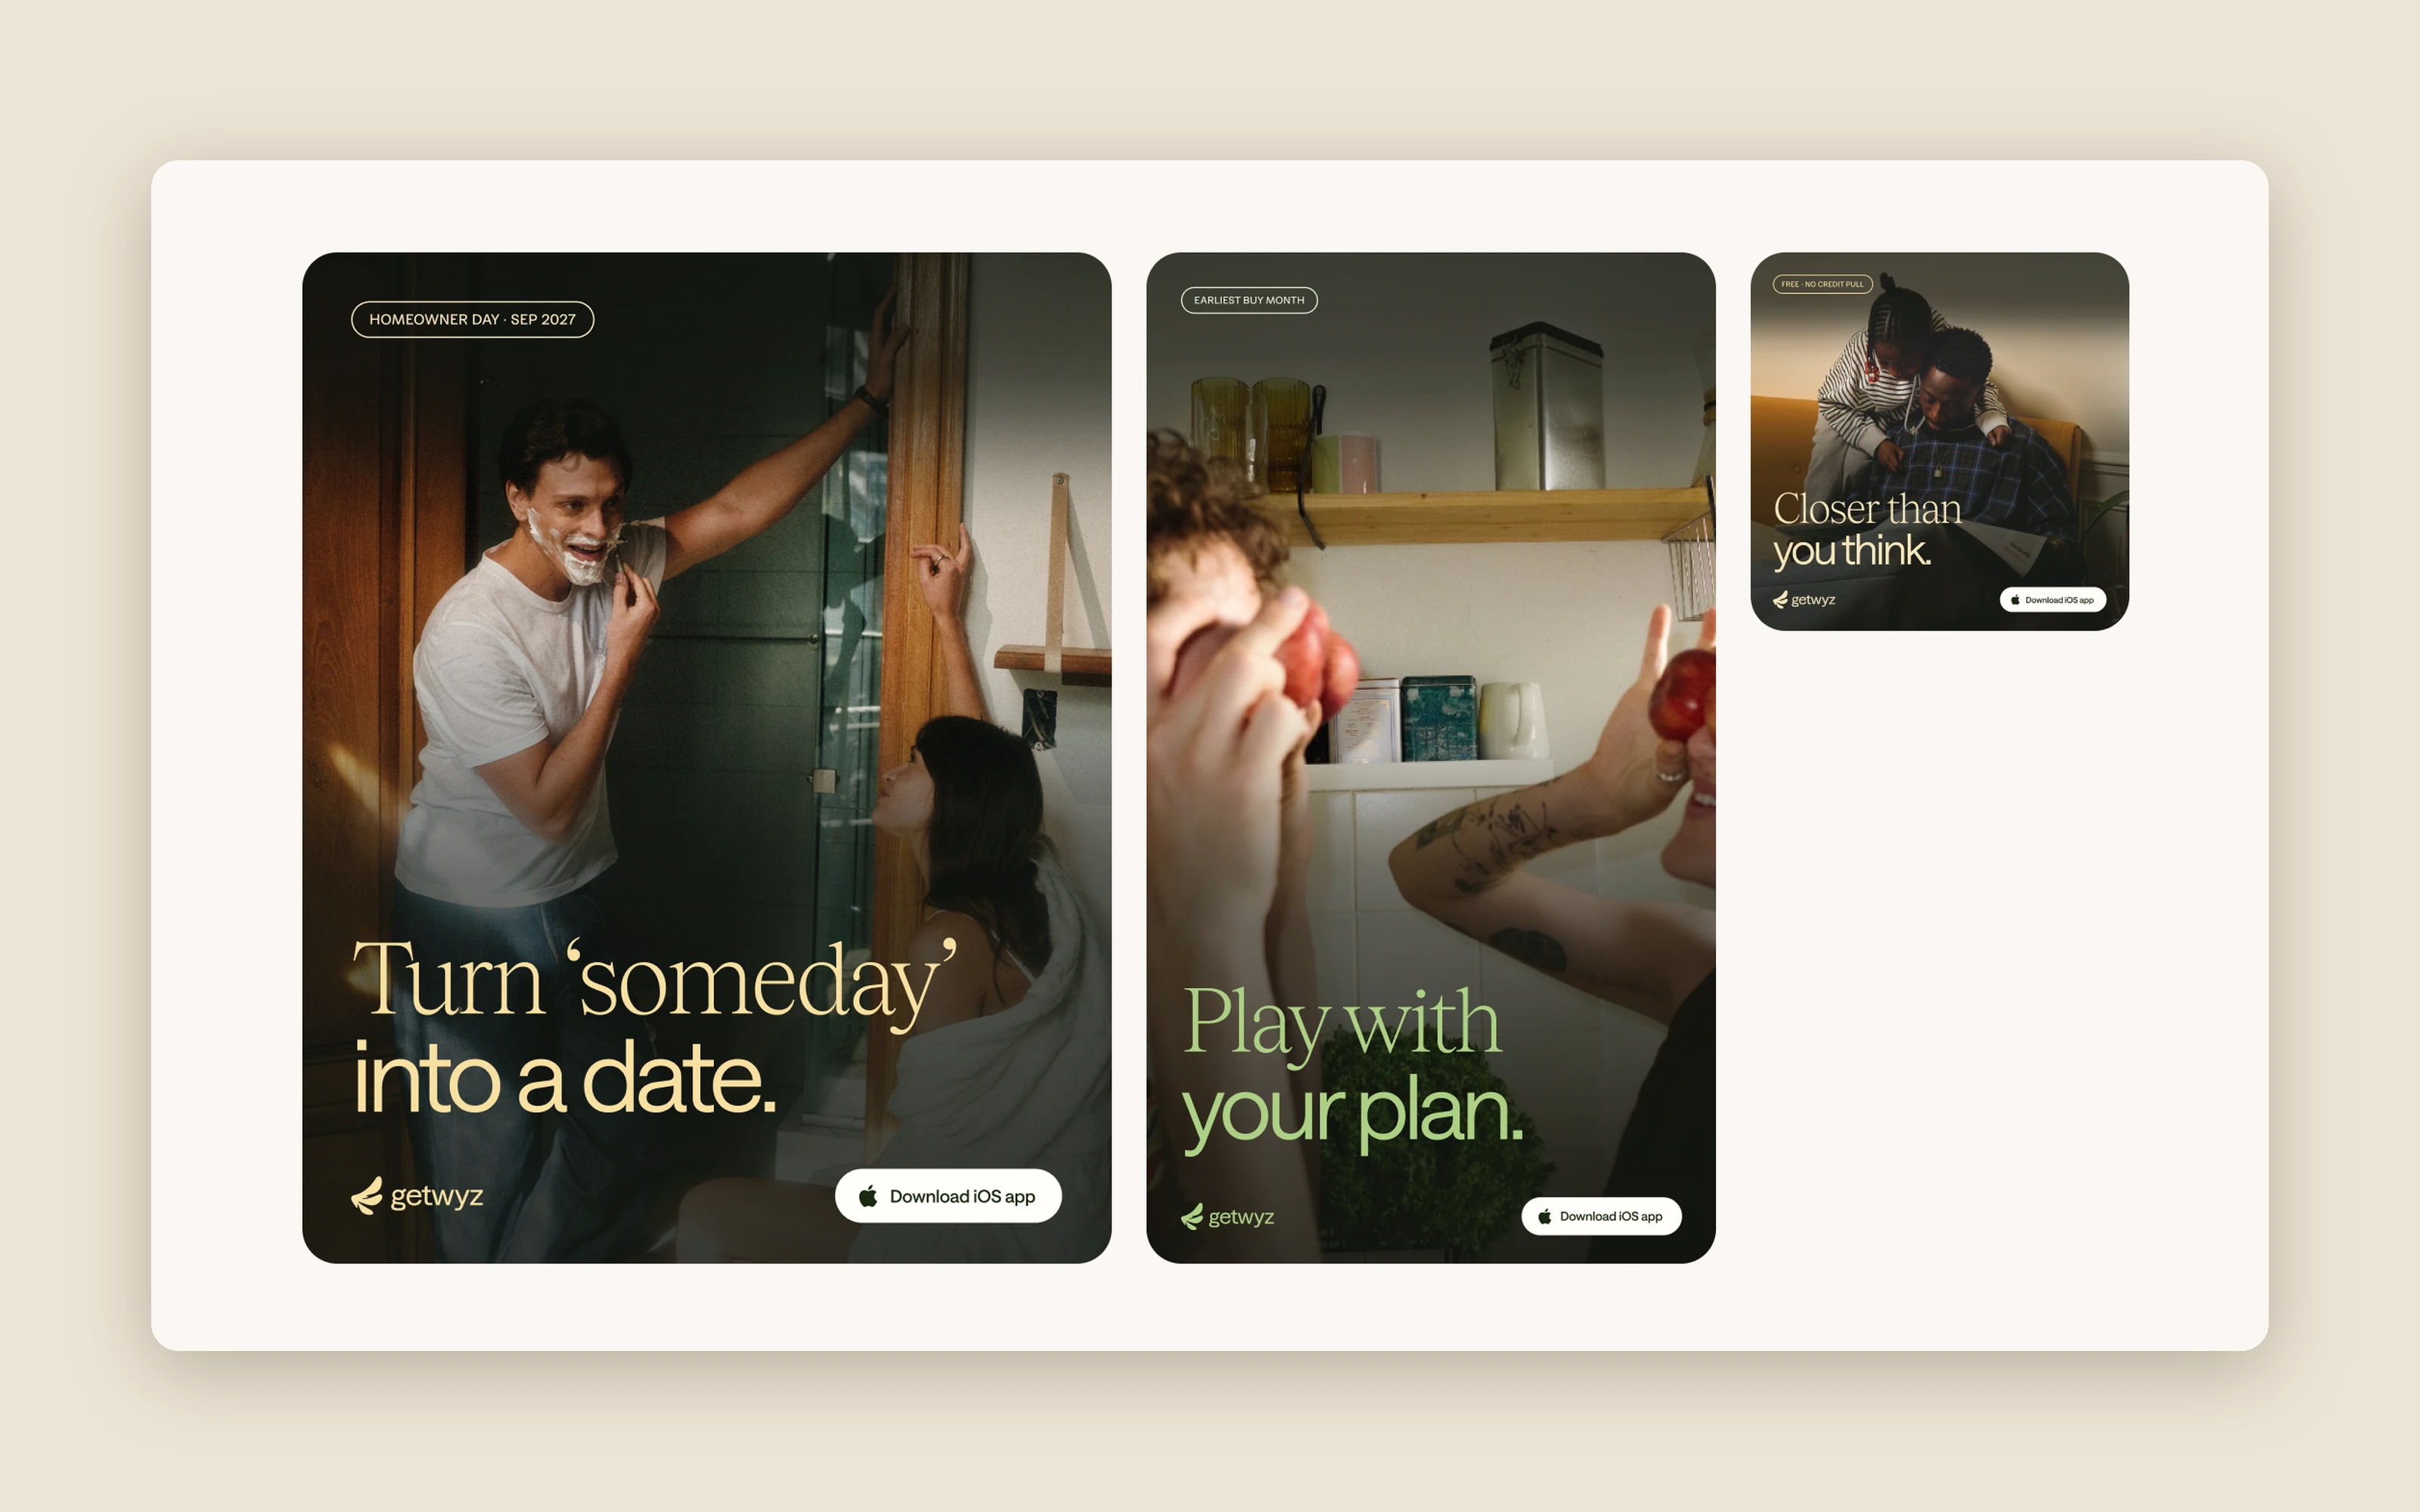 HOMEOWNER DAY · SEP 2027
Turn ‘someday’
into a date.
getwyz
Download iOS app
EARLIEST BUY MONTH
Play with
your plan.
getwyz
Download iOS app
FREE · NO CREDIT PULL
Closer than
you think.
getwyz
Download iOS app